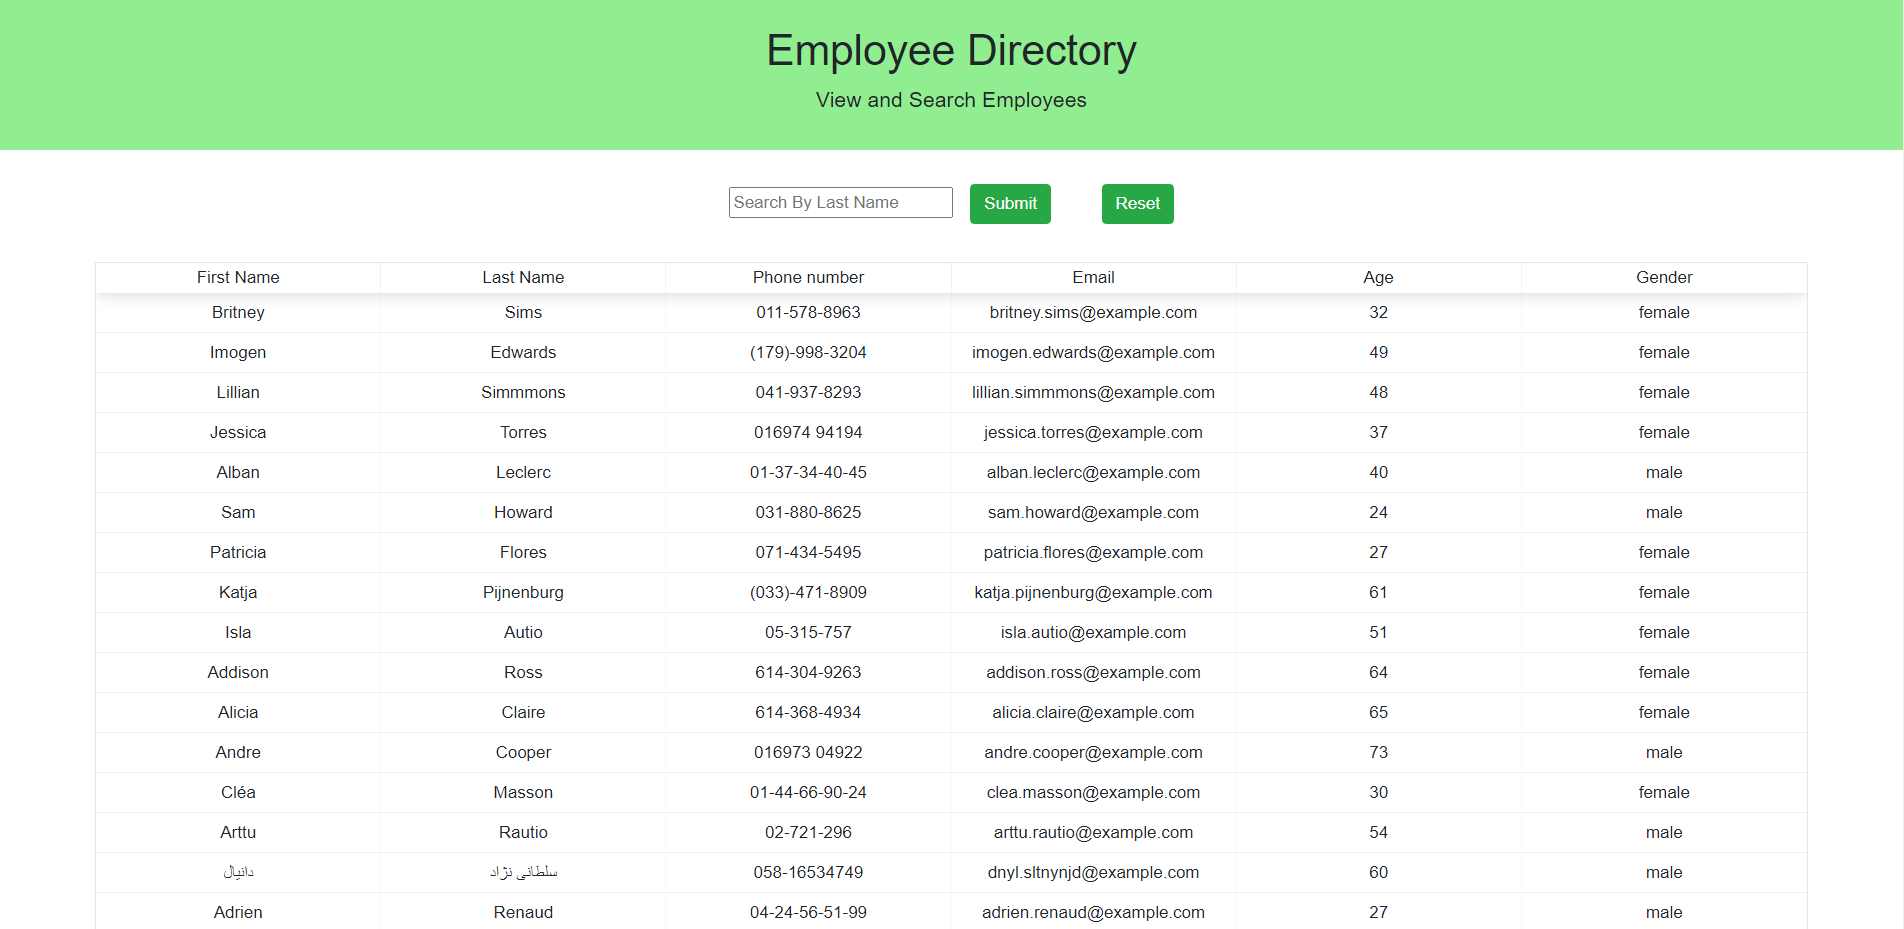 Employee Directory
View and Search Employees
Search By Last Name Submit Reset
First Name Last Name Phone number Email Age Gender
Britney Sims 011-578-8963 britney.sims@example.com 32 female
Imogen Edwards (179)-998-3204 imogen.edwards@example.com 49 female
Lillian Simmmons 041-937-8293 lillian.simmmons@example.com 48 female
Jessica Torres 016974 94194 jessica.torres@example.com 37 female
Alban Leclerc 01-37-34-40-45 alban.leclerc@example.com 40 male
Sam Howard 031-880-8625 sam.howard@example.com 24 male
Patricia Flores 071-434-5495 patricia.flores@example.com 27 female
Katja Pijnenburg (033)-471-8909 katja.pijnenburg@example.com 61 female
Isla Autio 05-315-757 isla.autio@example.com 51 female
Addison Ross 614-304-9263 addison.ross@example.com 64 female
Alicia Claire 614-368-4934 alicia.claire@example.com 65 female
Andre Cooper 016973 04922 andre.cooper@example.com 73 male
Cléa Masson 01-44-66-90-24 clea.masson@example.com 30 female
Arttu Rautio 02-721-296 arttu.rautio@example.com 54 male
دانیال سلطانی نژاد 058-16534749 dnyl.sltnynjd@example.com 60 male
Adrien Renaud 04-24-56-51-99 adrien.renaud@example.com 27 male